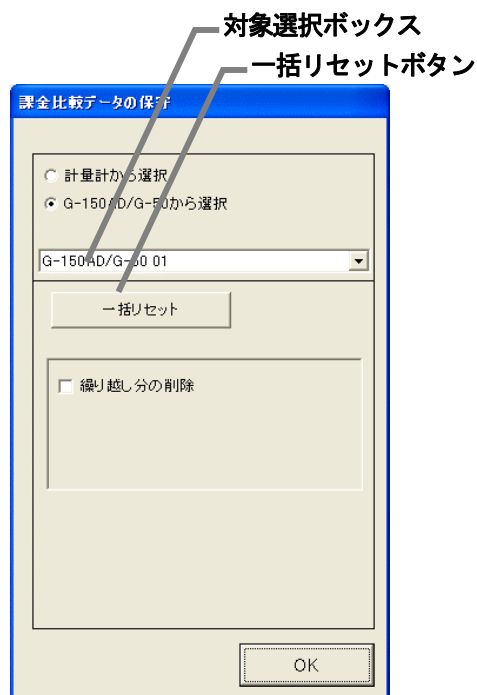 対象選択ボックス
一括リセットボタン
課金比較データの保守
計量計から選択
G-150AD/G-50から選択
G-150AD/G-50 01
一括リセット
繰り越し分の削除
OK